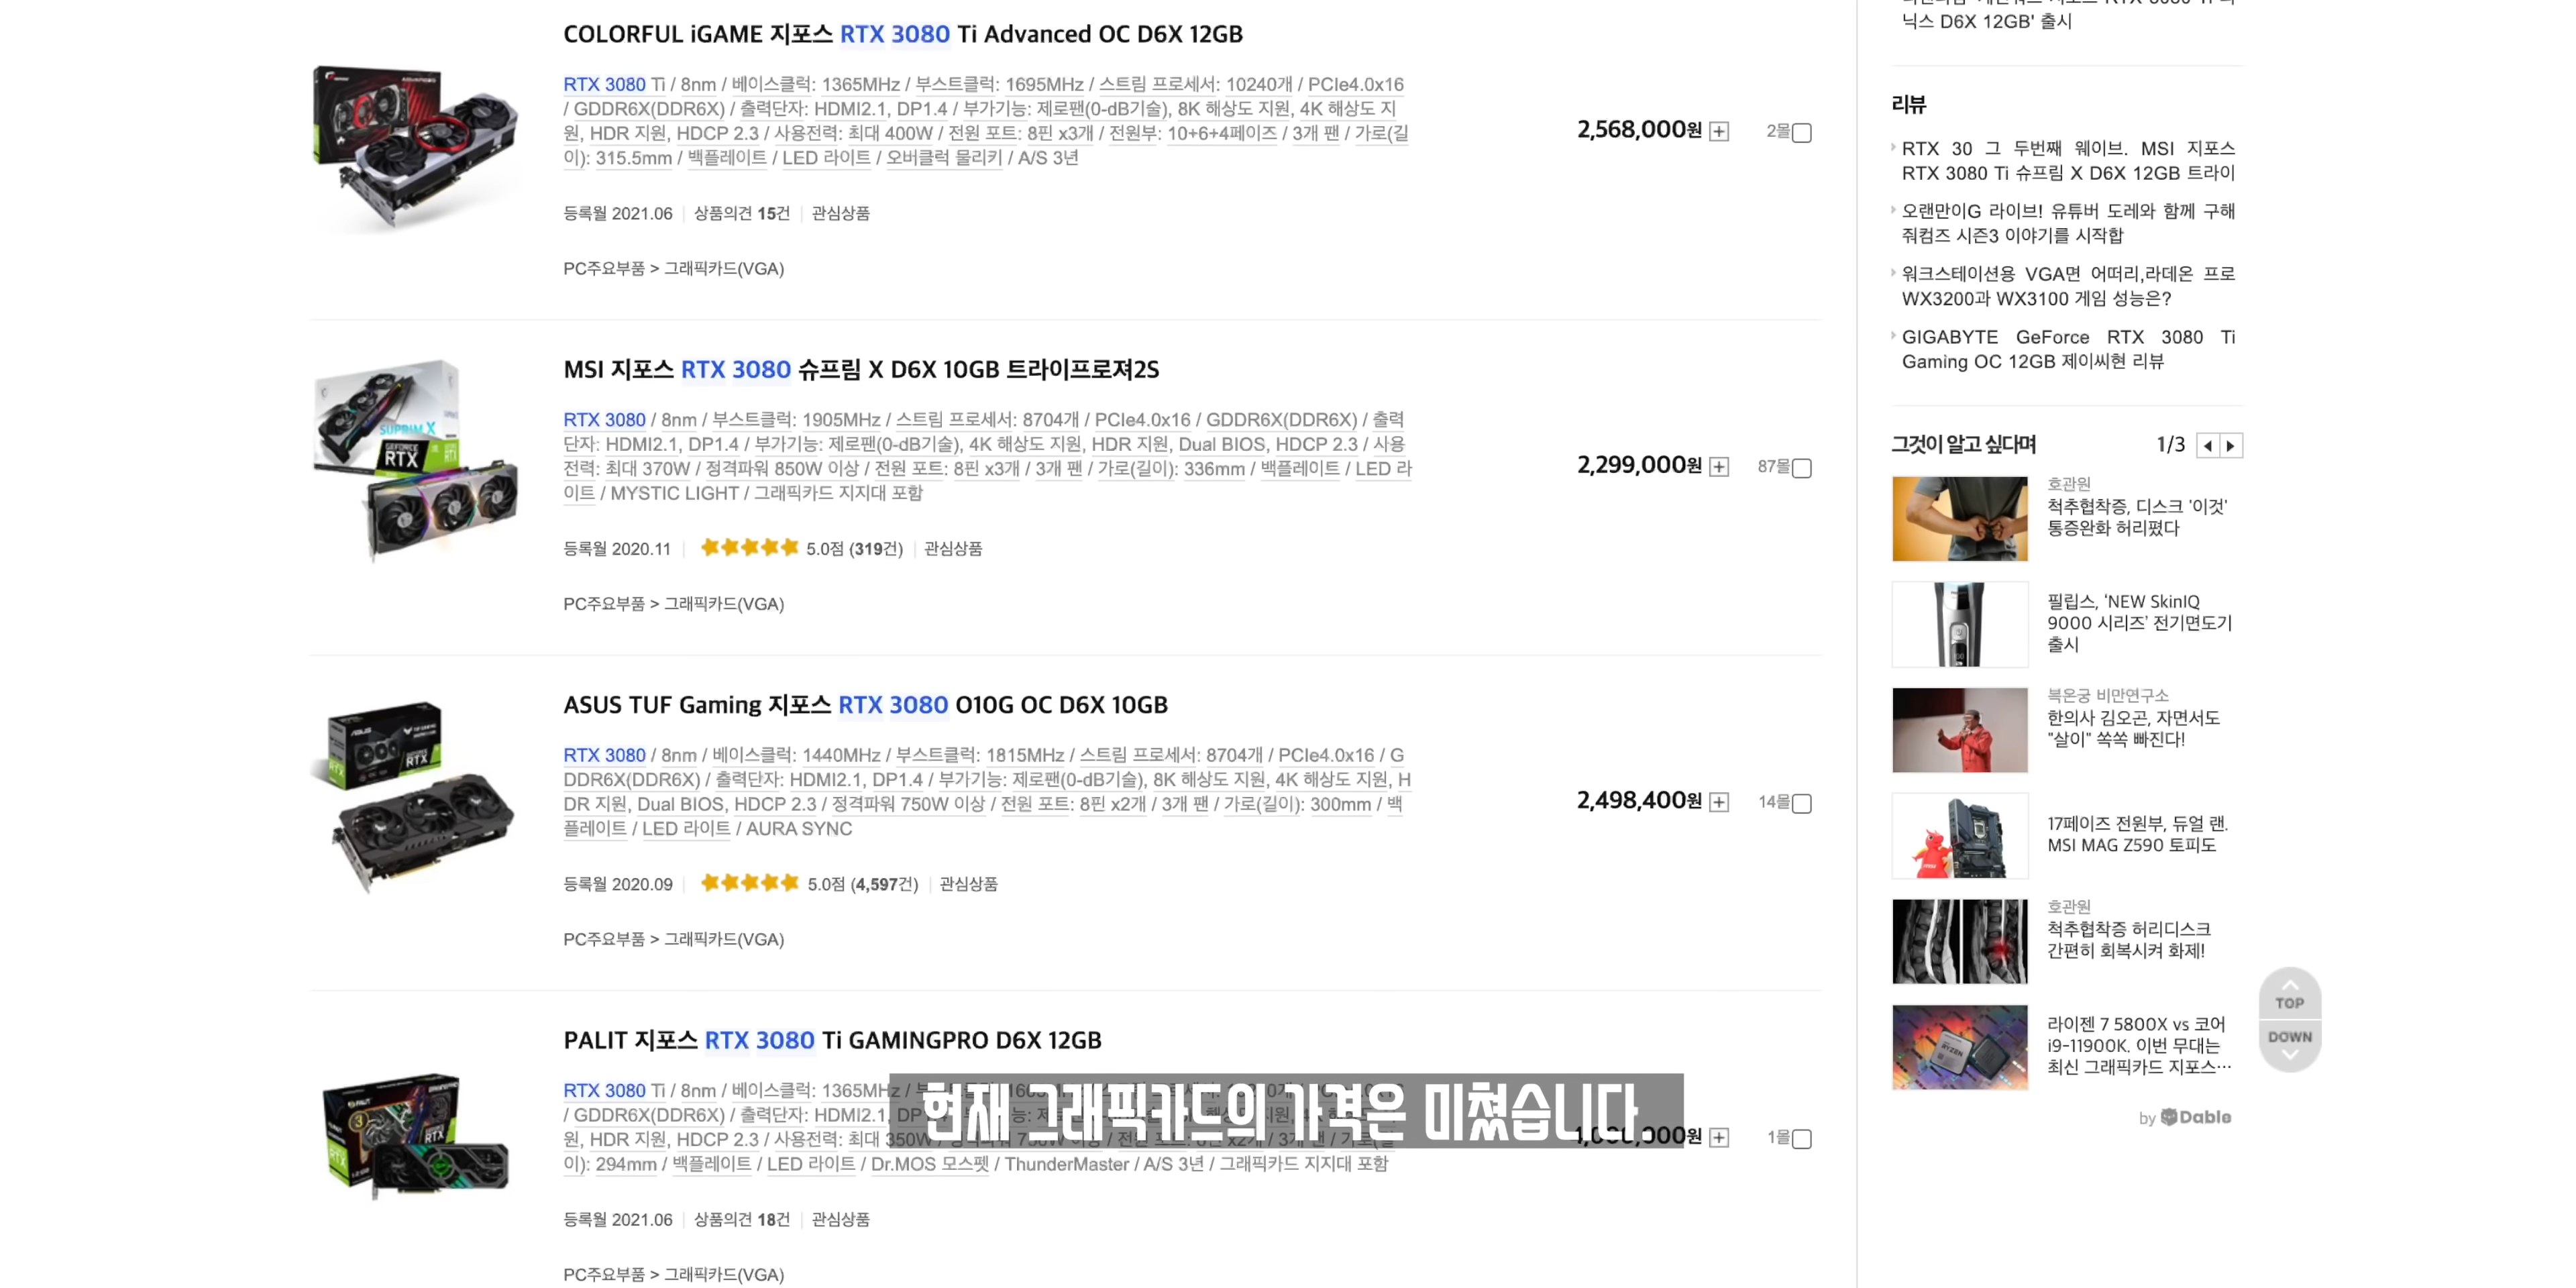 COLORFUL iGAME 지포스 RTX 3080 Ti Advanced OC D6X 12GB
RTX 3080 Ti / 8nm / 베이스클럭: 1365MHz / 부스트클럭: 1695MHz / 스트림 프로세서: 10240개 / PCIe4.0x16
/ GDDR6X(DDR6X) / 출력단자: HDMI2.1, DP1.4 / 부가기능: 제로팬(0-dB기술), 8K 해상도 지원, 4K 해상도 지
원, HDR 지원, HDCP 2.3 / 사용전력: 최대 400W / 전원 포트: 8핀 x3개 / 전원부: 10+6+4페이즈 / 3개 팬 / 가로(길
이): 315.5mm / 백플레이트 / LED 라이트 / 오버클럭 물리키 / A/S 3년
2,568,000원
2몰
등록월 2021.06 상품의견 15건 관심상품
PC주요부품 > 그래픽카드(VGA)
MSI 지포스 RTX 3080 슈프림 X D6X 10GB 트라이프로져2S
RTX 3080 / 8nm / 부스트클럭: 1905MHz / 스트림 프로세서: 8704개 / PCIe4.0x16 / GDDR6X(DDR6X) / 출력
단자: HDMI2.1, DP1.4 / 부가기능: 제로팬(0-dB기술), 4K 해상도 지원, HDR 지원, Dual BIOS, HDCP 2.3 / 사용
전력: 최대 370W / 정격파워 850W 이상 / 전원 포트: 8핀 x3개 / 3개 팬 / 가로(길이): 336mm / 백플레이트 / LED 라
이트 / MYSTIC LIGHT / 그래픽카드 지지대 포함
2,299,000원
87몰
등록월 2020.11 5.0점 (319건) 관심상품
PC주요부품 > 그래픽카드(VGA)
SUPRIM X
GEFORCE
RTX
ASUS TUF Gaming 지포스 RTX 3080 O10G OC D6X 10GB
RTX 3080 / 8nm / 베이스클럭: 1440MHz / 부스트클럭: 1815MHz / 스트림 프로세서: 8704개 / PCIe4.0x16 / G
DDR6X(DDR6X) / 출력단자: HDMI2.1, DP1.4 / 부가기능: 제로팬(0-dB기술), 8K 해상도 지원, 4K 해상도 지원, H
DR 지원, Dual BIOS, HDCP 2.3 / 정격파워 750W 이상 / 전원 포트: 8핀 x2개 / 3개 팬 / 가로(길이): 300mm / 백
플레이트 / LED 라이트 / AURA SYNC
2,498,400원
14몰
등록월 2020.09 5.0점 (4,597건) 관심상품
PC주요부품 > 그래픽카드(VGA)
PALIT 지포스 RTX 3080 Ti GAMINGPRO D6X 12GB
RTX 3080 Ti / 8nm / 베이스클럭: 1365MHz
/ GDDR6X(DDR6X) / 출력단자: HDMI2.1,
원, HDR 지원, HDCP 2.3 / 사용전력: 최대 350W
이): 294mm / 백플레이트 / LED 라이트 / Dr.MOS 모스펫 / ThunderMaster / A/S 3년 / 그래픽카드 지지대 포함
1몰
현재 그래픽카드의 가격은 미쳤습니다.
등록월 2021.06 상품의견 18건 관심상품
PC주요부품 > 그래픽카드(VGA)
닉스 D6X 12GB' 출시
리뷰
RTX 30 그 두번째 웨이브. MSI 지포스
RTX 3080 Ti 슈프림 X D6X 12GB 트라이
오랜만이G 라이브! 유튜버 도레와 함께 구해
줘컴즈 시즌3 이야기를 시작합
워크스테이션용 VGA면 어떠리,라데온 프로
WX3200과 WX3100 게임 성능은?
GIGABYTE GeForce RTX 3080 Ti
Gaming OC 12GB 제이씨현 리뷰
그것이 알고 싶다며 1/3
호관원
척추협착증, 디스크 '이것'
통증완화 허리폈다
필립스, 'NEW SkinIQ
9000 시리즈' 전기면도기
출시
복온궁 비만연구소
한의사 김오곤, 자면서도
"살이" 쏙쏙 빠진다!
17페이즈 전원부, 듀얼 랜.
MSI MAG Z590 토피도
호관원
척추협착증 허리디스크
간편히 회복시켜 화제!
라이젠 7 5800X vs 코어
i9-11900K. 이번 무대는
최신 그래픽카드 지포스…
by Dable
TOP
DOWN